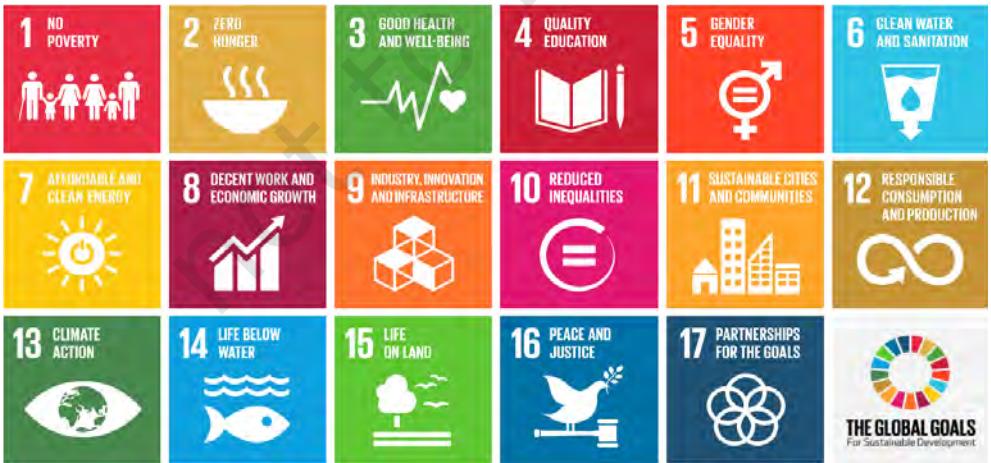 1 NO
POVERTY
2 ZERO
HUNGER
3 GOOD HEALTH
AND WELL-BEING
4 QUALITY
EDUCATION
5 GENDER
EQUALITY
6 CLEAN WATER
AND SANITATION
7 AFFORDABLE AND
CLEAN ENERGY
8 DECENT WORK AND
ECONOMIC GROWTH
9 INDUSTRY, INNOVATION
AND INFRASTRUCTURE
10 REDUCED
INEQUALITIES
11 SUSTAINABLE CITIES
AND COMMUNITIES
12 RESPONSIBLE
CONSUMPTION
AND PRODUCTION
13 CLIMATE
ACTION
14 LIFE BELOW
WATER
15 LIFE
ON LAND
16 PEACE AND
JUSTICE
17 PARTNERSHIPS
FOR THE GOALS
THE GLOBAL GOALS
For Sustainable Development